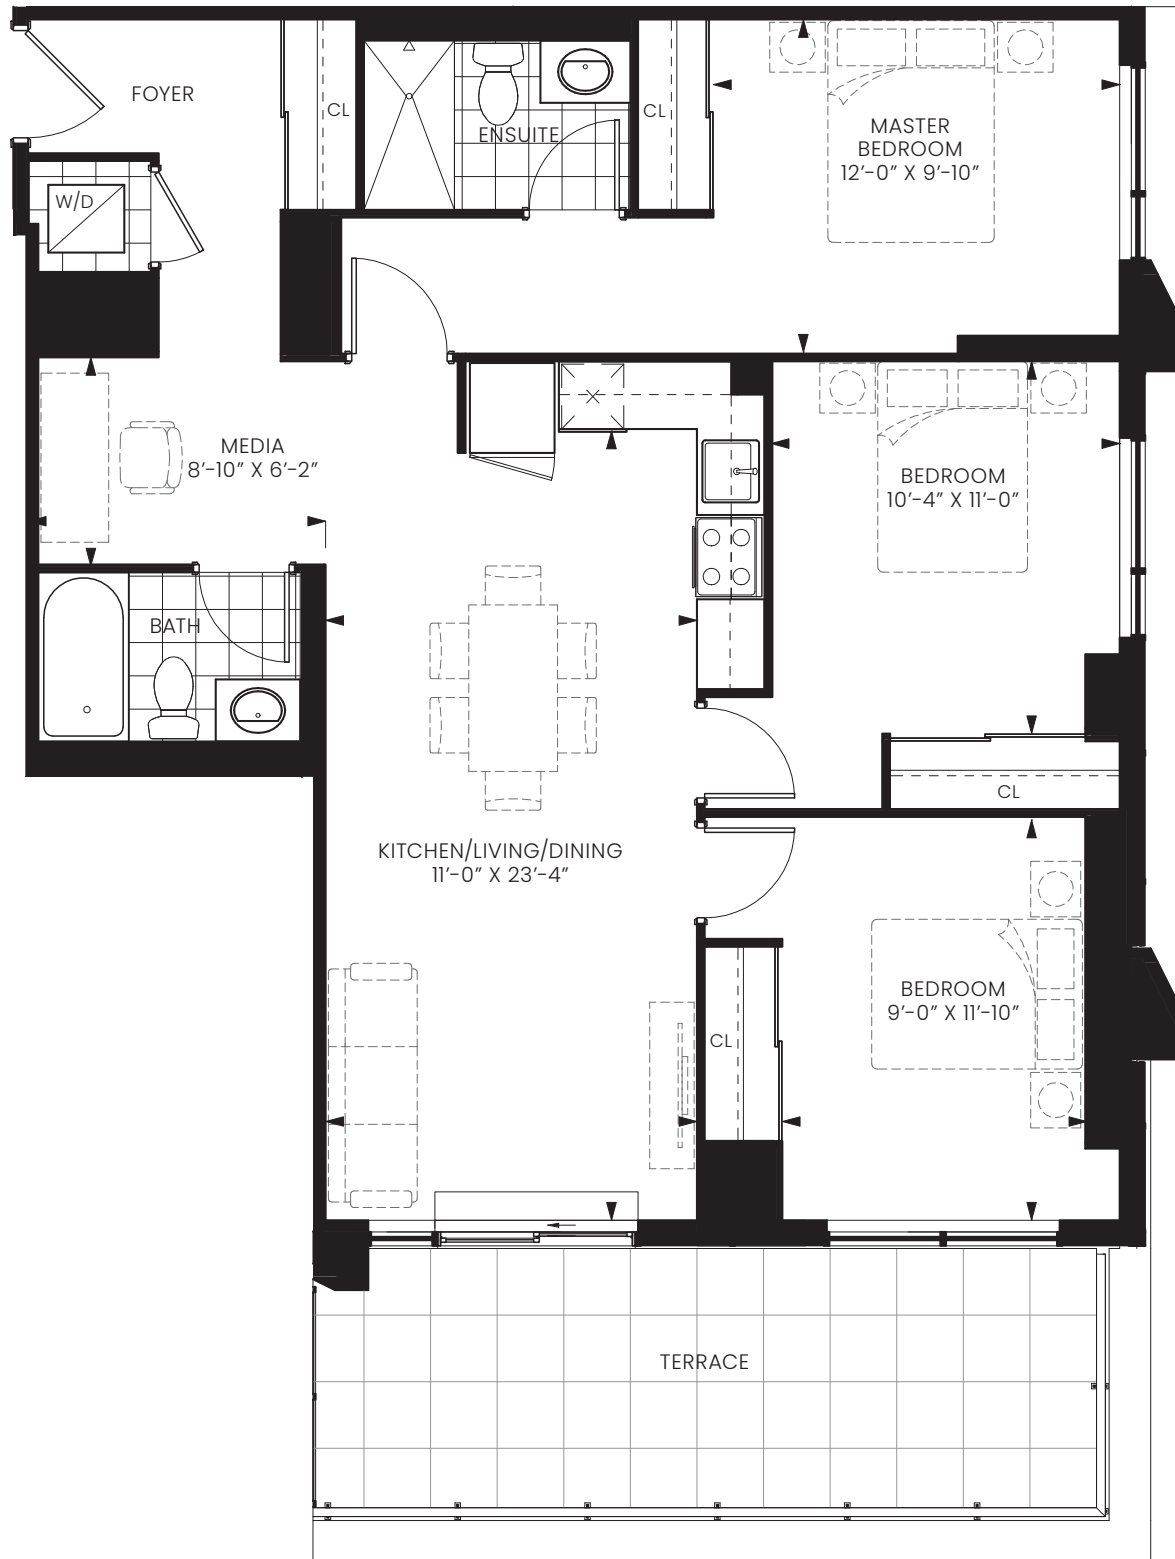 FOYER
CL
ENSUITE
CL
MASTER
BEDROOM
12’-0” X 9’-10”
W/D
MEDIA
8’-10” X 6’-2”
BEDROOM
10’-4” X 11’-0”
BATH
CL
KITCHEN/LIVING/DINING
11’-0” X 23’-4”
BEDROOM
9’-0” X 11’-10”
CL
TERRACE